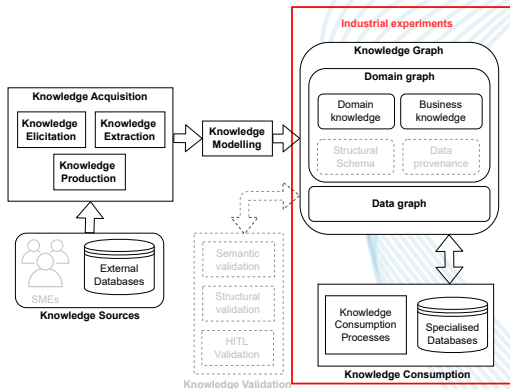 Industrial experiments
Knowledge Graph
Domain graph
Domain
knowledge
Business
knowledge
Structural
Schema
Data
provenance
Data graph
Knowledge Acquisition
Knowledge
Elicitation
Knowledge
Extraction
Knowledge
Production
Knowledge
Modelling
SMEs
External
Databases
Knowledge Sources
Semantic
validation
Structural
validation
HITL
Validation
Knowledge Validation
Knowledge
Consumption
Processes
Specialised
Databases
Knowledge Consumption